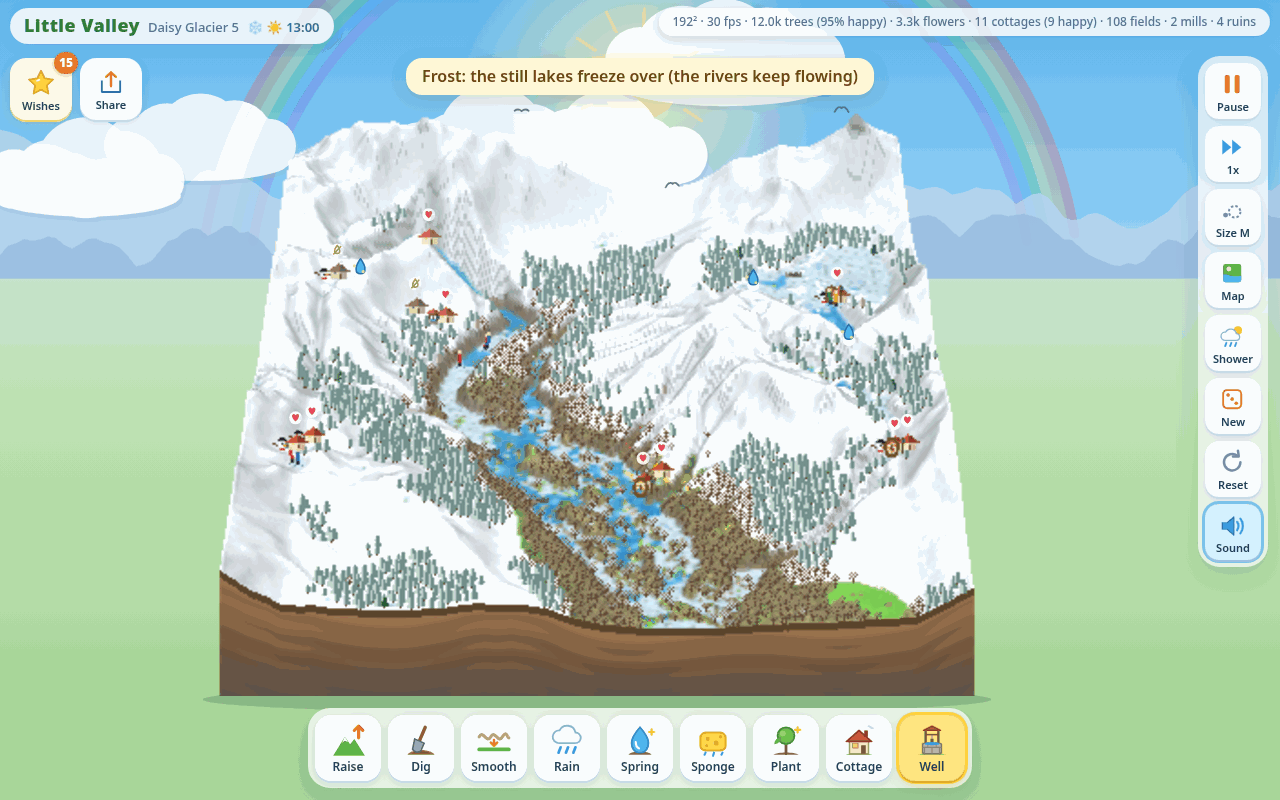 Little Valley Daisy Glacier 5 13:00
192² · 30 fps · 12.0k trees (95% happy) · 3.3k flowers · 11 cottages (9 happy) · 108 fields · 2 mills · 4 ruins
15
Wishes
Share
Frost: the still lakes freeze over (the rivers keep flowing)
Pause
1x
Size M
Map
Shower
New
Reset
Sound
Raise
Dig
Smooth
Rain
Spring
Sponge
Plant
Cottage
Well